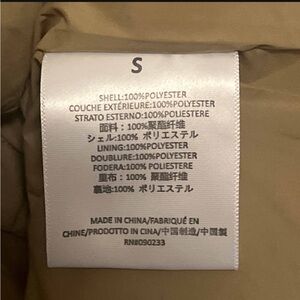 S
SHELL:100%POLYESTER
COUCHE EXTÉRIEURE:100%POLYESTER
STRATO ESTERNO:100%POLIESTERE
面料：100%聚酯纤维
シェル:100% ポリエステル
LINING:100%POLYESTER
DOUBLURE:100%POLYESTER
FODERA:100%POLIESTERE
里布：100% 聚酯纤维
裏地:100% ポリエステル
MADE IN CHINA/FABRIQUÉ EN
CHINE/PRODOTTO IN CINA/中国制造/中国製
RN#090233